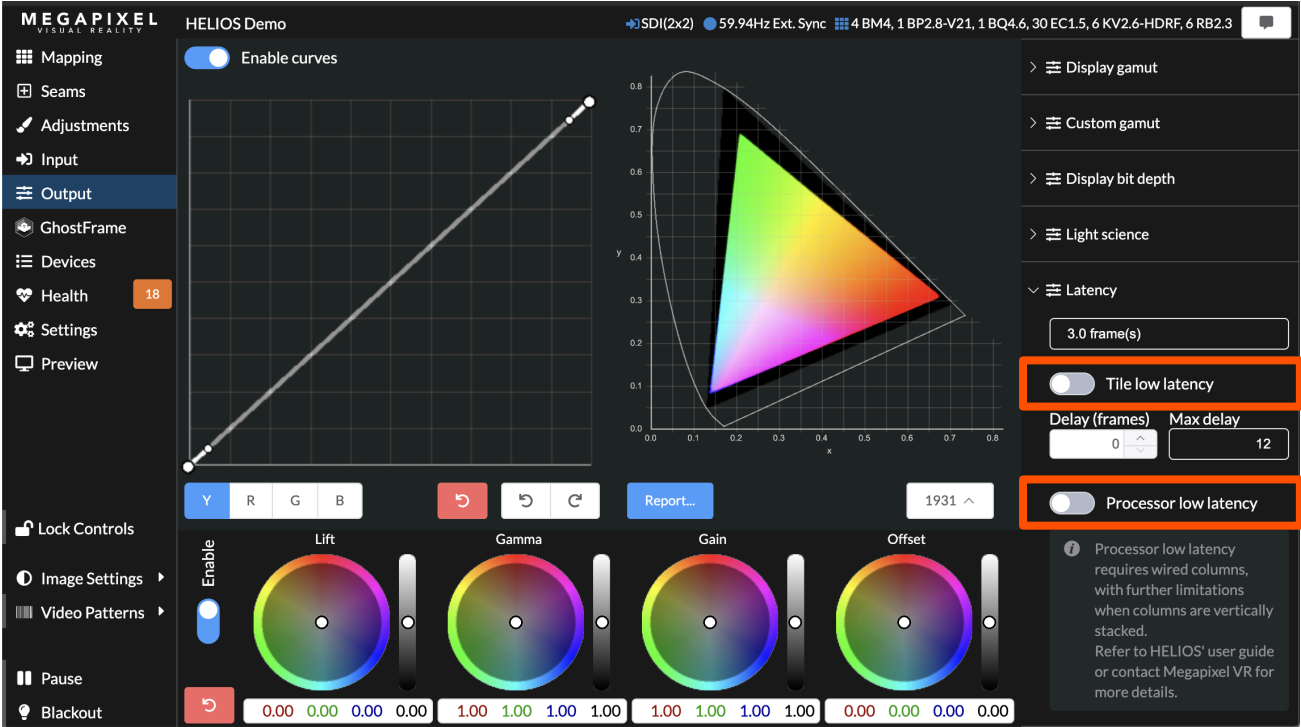 MEGAPIXEL
VISUAL REALITY
HELIOS Demo
SDI(2x2) 59.94Hz Ext. Sync 4 BM4, 1 BP2.8-V21, 1 BQ4.6, 30 EC1.5, 6 KV2.6-HDRF, 6 RB2.3
Mapping
Seams
Adjustments
Input
Output
GhostFrame
Devices
Health 18
Settings
Preview
Lock Controls
Image Settings
Video Patterns
Pause
Blackout
Enable curves
Y R G B
0.8
0.7
0.6
0.5
y 0.4
0.3
0.2
0.1
0.0
0.0 0.1 0.2 0.3 0.4 0.5 0.6 0.7 0.8
x
Report...
1931
Enable
Lift Gamma Gain Offset
0.00 0.00 0.00 0.00 1.00 1.00 1.00 1.00 1.00 1.00 1.00 1.00 0.00 0.00 0.00 0.00
Display gamut
Custom gamut
Display bit depth
Light science
Latency
3.0 frame(s)
Tile low latency
Delay (frames) Max delay
0 12
Processor low latency
Processor low latency
requires wired columns,
with further limitations
when columns are vertically
stacked.
Refer to HELIOS' user guide
or contact Megapixel VR for
more details.